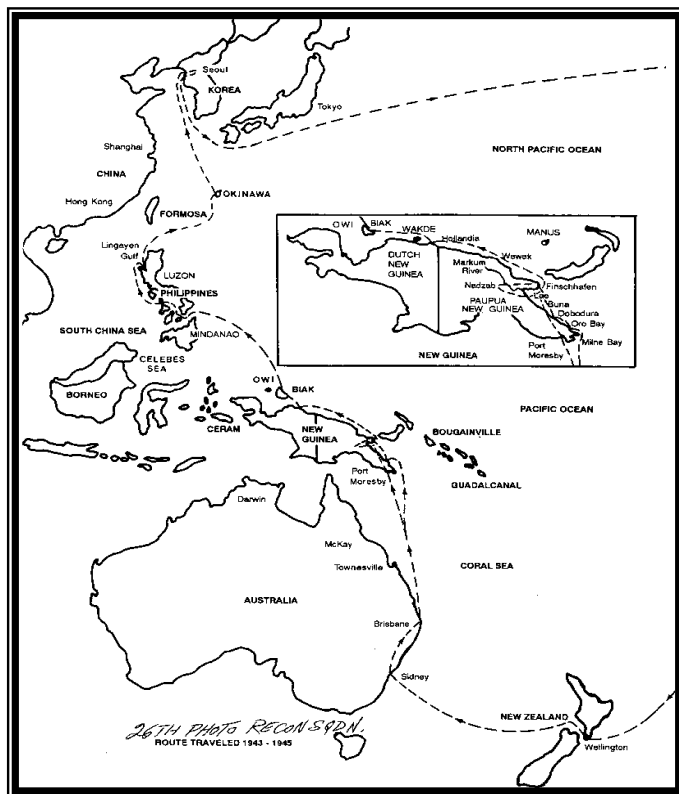 Seoul
KOREA
Tokyo
Shanghai
CHINA
NORTH PACIFIC OCEAN
Hong Kong
OKINAWA
FORMOSA
Lingayen
Gulf
LUZON
PHILIPPINES
SOUTH CHINA SEA
MINDANAO
CELEBES
SEA
BORNEO
OWI
BIAK
CERAM
NEW
GUINEA
Port
Moresby
PACIFIC OCEAN
BOUGAINVILLE
GUADALCANAL
Darwin
McKay
Townesville
CORAL SEA
AUSTRALIA
Brisbane
Sidney
NEW ZEALAND
Wellington
OWI
BIAK
WAKDE
Hollandia
MANUS
DUTCH
NEW
GUINEA
Wewek
Markum
River
Nadzab
Finschhafen
Lae
Buna
PAUPUA
NEW GUINEA
Dobodura
Oro Bay
Port
Moresby
Milne Bay
NEW GUINEA
26TH PHOTO RECON SQDN.
ROUTE TRAVELED 1943 - 1945